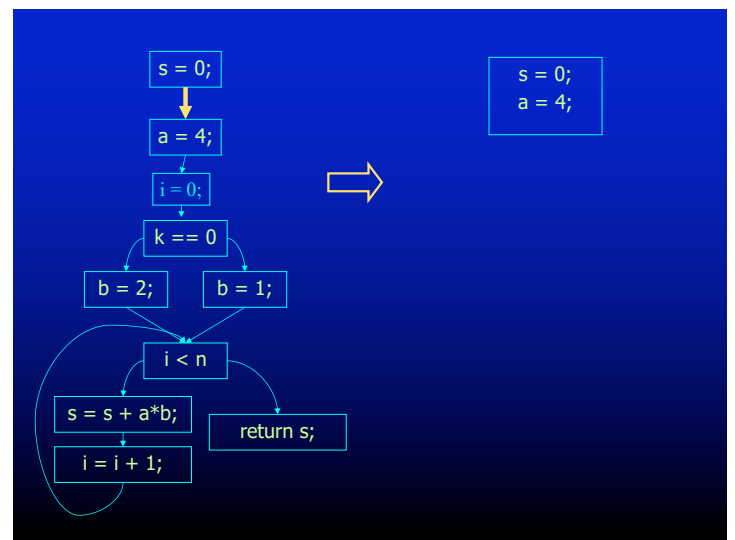 s = 0;
a = 4;
i = 0;
k == 0
b = 2;
b = 1;
i < n
s = s + a*b;
return s;
i = i + 1;
s = 0;
a = 4;